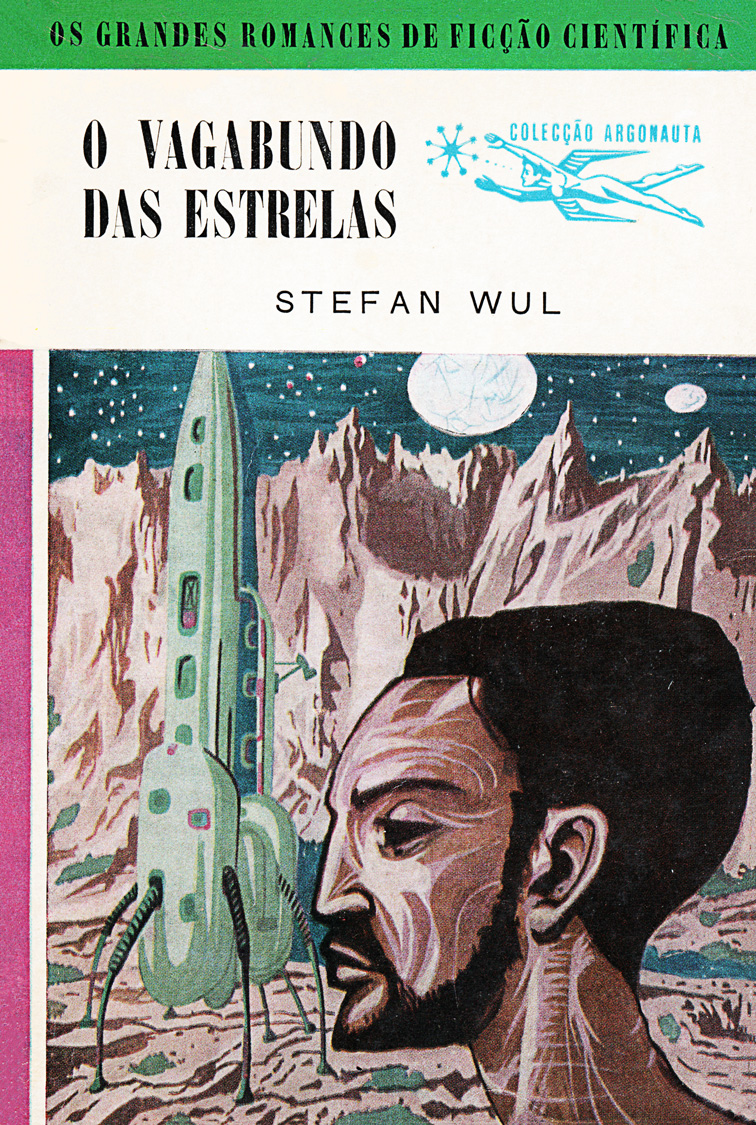 OS GRANDES ROMANCES DE FICÇÃO CIENTÍFICA
O VAGABUNDO
DAS ESTRELAS
COLECÇÃO ARGONAUTA
STEFAN WUL